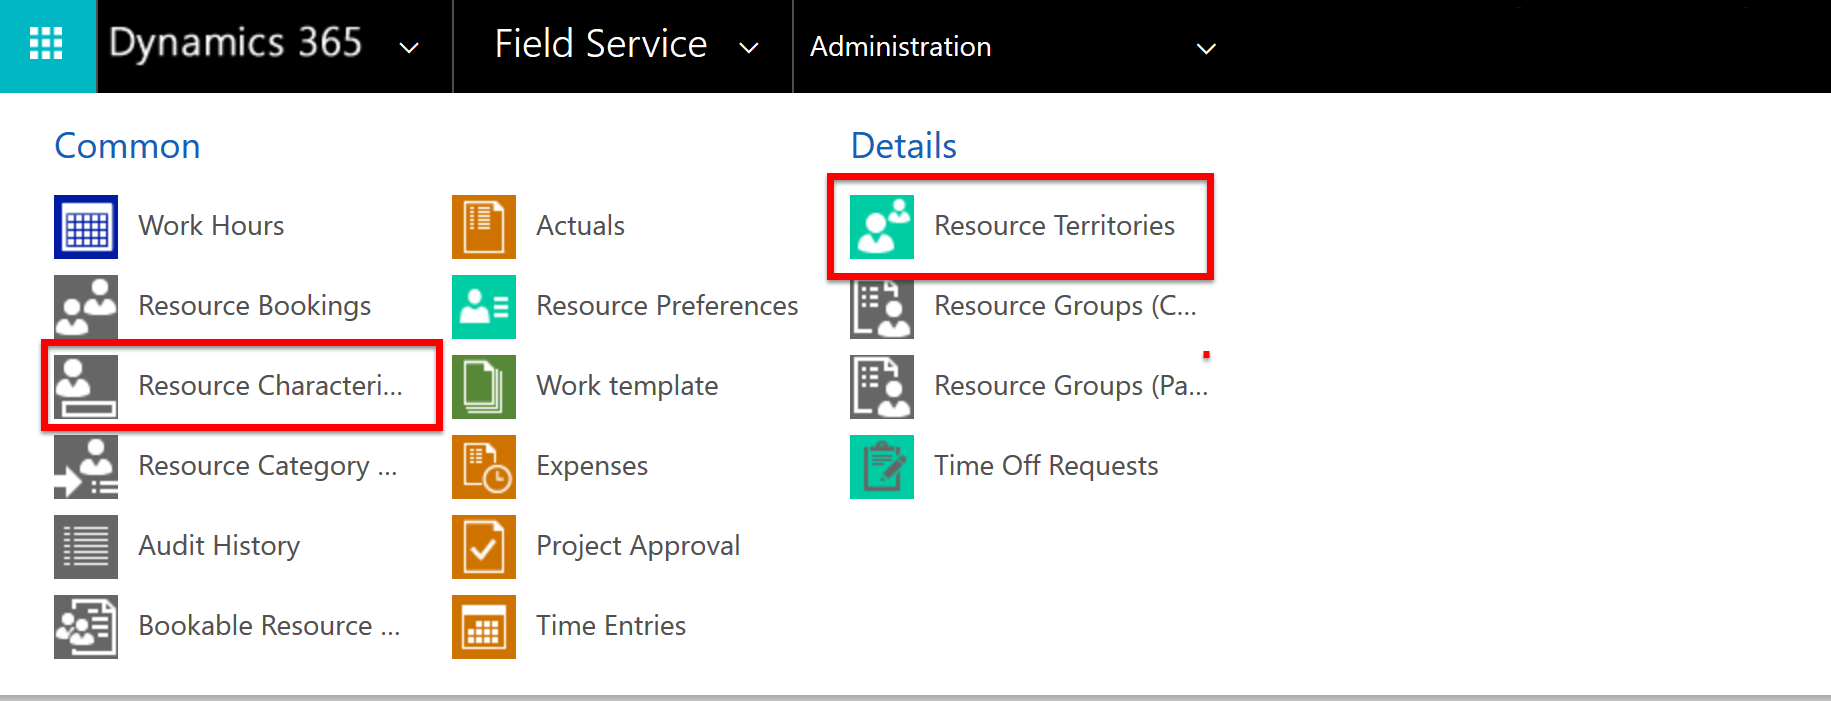 Dynamics 365
Field Service
Administration
Common
Work Hours
Resource Bookings
Resource Characteri...
Resource Category ...
Audit History
Bookable Resource ...
Actuals
Resource Preferences
Work template
Expenses
Project Approval
Time Entries
Details
Resource Territories
Resource Groups (C...
Resource Groups (Pa...
Time Off Requests